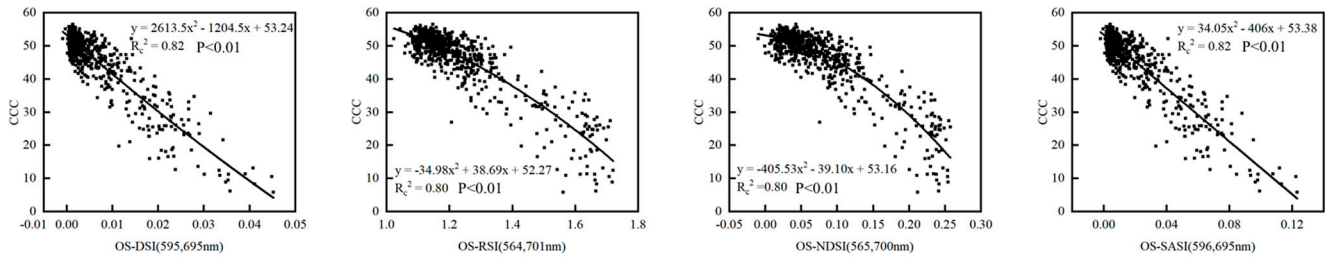 y = 2613.5x² - 1204.5x + 53.24
R_c² = 0.82 P<0.01
CCC
60
50
40
30
20
10
0
-0.01 0.00 0.01 0.02 0.03 0.04 0.05
OS-DSI(595,695nm)
60
50
40
30
20
10
0
CCC
y = -34.98x² + 38.69x + 52.27
R_c² = 0.80 P<0.01
1.0 1.2 1.4 1.6 1.8
OS-RSI(564,701nm)
60
50
40
30
20
10
0
CCC
y = -405.53x² - 39.10x + 53.16
R_c² =0.80 P<0.01
0.00 0.05 0.10 0.15 0.20 0.25 0.30
OS-NDSI(565,700nm)
y = 34.05x² - 406x + 53.38
R_c² = 0.82 P<0.01
CCC
60
50
40
30
20
10
0
0.00 0.04 0.08 0.12
OS-SASI(596,695nm)